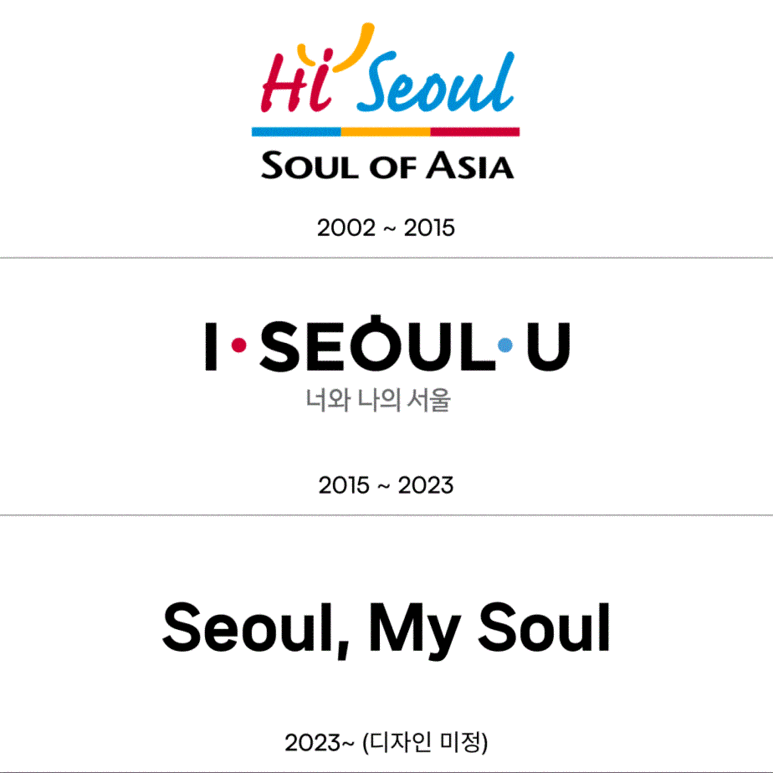 Hi Seoul
SOUL OF ASIA
2002 ~ 2015
I·SEOUL·U
너와 나의 서울
2015 ~ 2023
Seoul, My Soul
2023~ (디자인 미정)